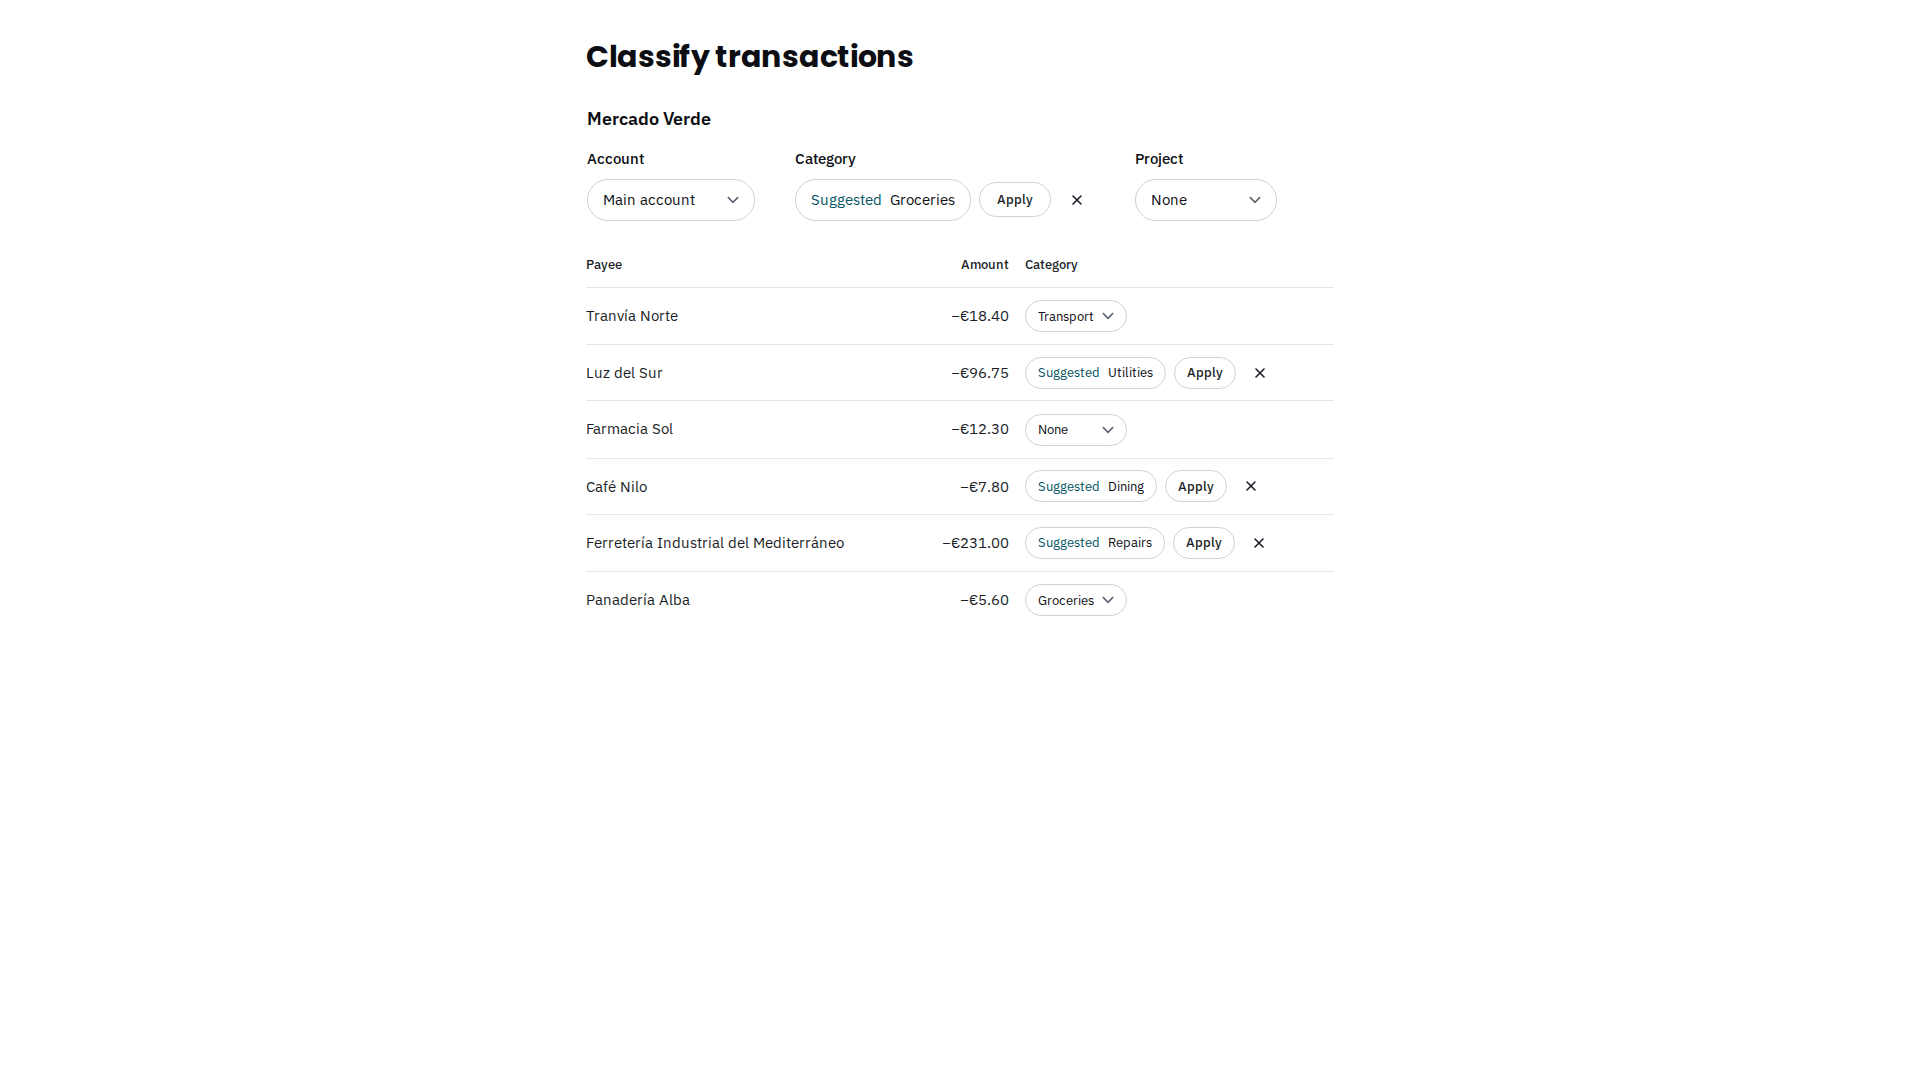 Classify transactions
Mercado Verde
Account Category Project
Main account Suggested Groceries Apply None
Payee Amount Category
Tranvía Norte −€18.40 Transport
Luz del Sur −€96.75 Suggested Utilities Apply
Farmacia Sol −€12.30 None
Café Nilo −€7.80 Suggested Dining Apply
Ferretería Industrial del Mediterráneo −€231.00 Suggested Repairs Apply
Panadería Alba −€5.60 Groceries